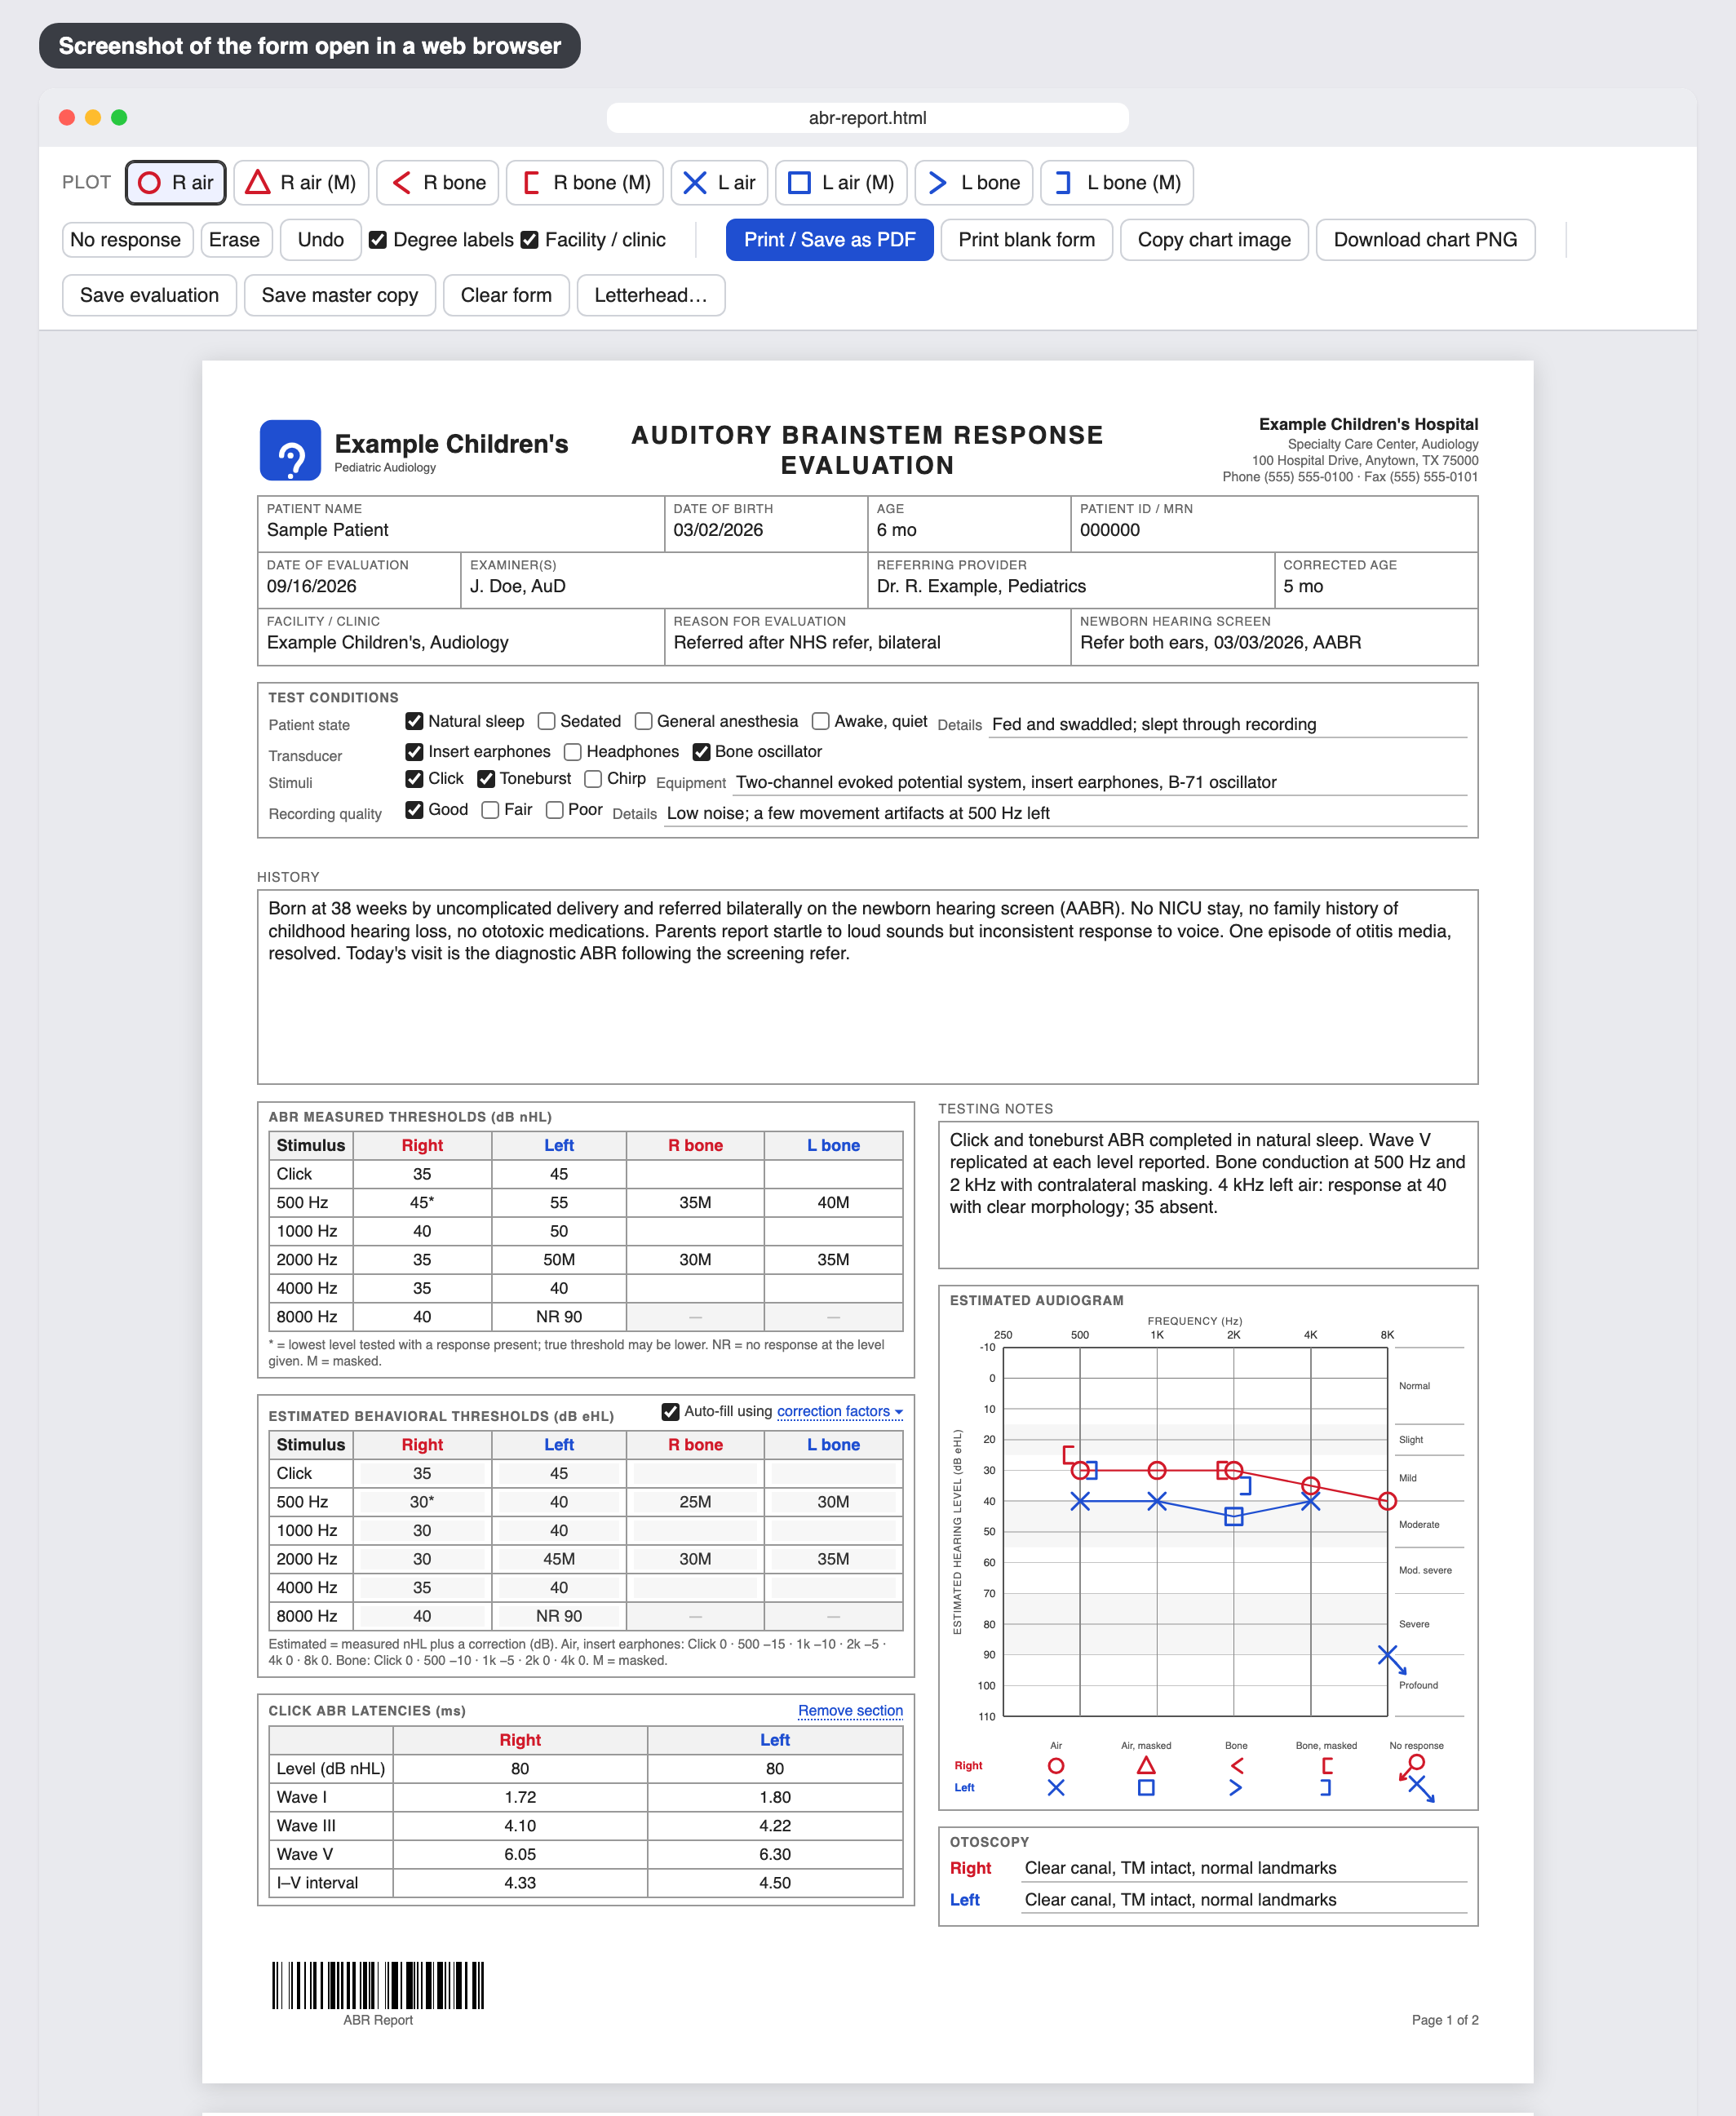 Screenshot of the form open in a web browser
abr-report.html
PLOT R air R air (M) R bone R bone (M) L air L air (M) L bone L bone (M)
No response Erase Undo Degree labels Facility / clinic Print / Save as PDF Print blank form Copy chart image Download chart PNG
Save evaluation Save master copy Clear form Letterhead…
Example Children's
Pediatric Audiology
AUDITORY BRAINSTEM RESPONSE
EVALUATION
Example Children's Hospital
Specialty Care Center, Audiology
100 Hospital Drive, Anytown, TX 75000
Phone (555) 555-0100 · Fax (555) 555-0101
PATIENT NAME DATE OF BIRTH AGE PATIENT ID / MRN
Sample Patient 03/02/2026 6 mo 000000
DATE OF EVALUATION EXAMINER(S) REFERRING PROVIDER CORRECTED AGE
09/16/2026 J. Doe, AuD Dr. R. Example, Pediatrics 5 mo
FACILITY / CLINIC REASON FOR EVALUATION NEWBORN HEARING SCREEN
Example Children's, Audiology Referred after NHS refer, bilateral Refer both ears, 03/03/2026, AABR
TEST CONDITIONS
Patient state Natural sleep Sedated General anesthesia Awake, quiet Details Fed and swaddled; slept through recording
Transducer Insert earphones Headphones Bone oscillator
Stimuli Click Toneburst Chirp Equipment Two-channel evoked potential system, insert earphones, B-71 oscillator
Recording quality Good Fair Poor Details Low noise; a few movement artifacts at 500 Hz left
HISTORY
Born at 38 weeks by uncomplicated delivery and referred bilaterally on the newborn hearing screen (AABR). No NICU stay, no family history of
childhood hearing loss, no ototoxic medications. Parents report startle to loud sounds but inconsistent response to voice. One episode of otitis media,
resolved. Today's visit is the diagnostic ABR following the screening refer.
ABR MEASURED THRESHOLDS (dB nHL)
Stimulus Right Left R bone L bone
Click 35 45
500 Hz 45* 55 35M 40M
1000 Hz 40 50
2000 Hz 35 50M 30M 35M
4000 Hz 35 40
8000 Hz 40 NR 90 — —
* = lowest level tested with a response present; true threshold may be lower. NR = no response at the level
given. M = masked.
ESTIMATED BEHAVIORAL THRESHOLDS (dB eHL) Auto-fill using correction factors
Stimulus Right Left R bone L bone
Click 35 45
500 Hz 30* 40 25M 30M
1000 Hz 30 40
2000 Hz 30 45M 30M 35M
4000 Hz 35 40
8000 Hz 40 NR 90 — —
Estimated = measured nHL plus a correction (dB). Air, insert earphones: Click 0 · 500 −15 · 1k −10 · 2k −5 ·
4k 0 · 8k 0. Bone: Click 0 · 500 −10 · 1k −5 · 2k 0 · 4k 0. M = masked.
CLICK ABR LATENCIES (ms) Remove section
Right Left
Level (dB nHL) 80 80
Wave I 1.72 1.80
Wave III 4.10 4.22
Wave V 6.05 6.30
I–V interval 4.33 4.50
TESTING NOTES
Click and toneburst ABR completed in natural sleep. Wave V
replicated at each level reported. Bone conduction at 500 Hz and
2 kHz with contralateral masking. 4 kHz left air: response at 40
with clear morphology; 35 absent.
ESTIMATED AUDIOGRAM
FREQUENCY (Hz)
250 500 1K 2K 4K 8K
ESTIMATED HEARING LEVEL (dB eHL)
-10
0
10
20
30
40
50
60
70
80
90
100
110
Normal
Slight
Mild
Moderate
Mod. severe
Severe
Profound
Air Air, masked Bone Bone, masked No response
Right
Left
OTOSCOPY
Right Clear canal, TM intact, normal landmarks
Left Clear canal, TM intact, normal landmarks
ABR Report
Page 1 of 2